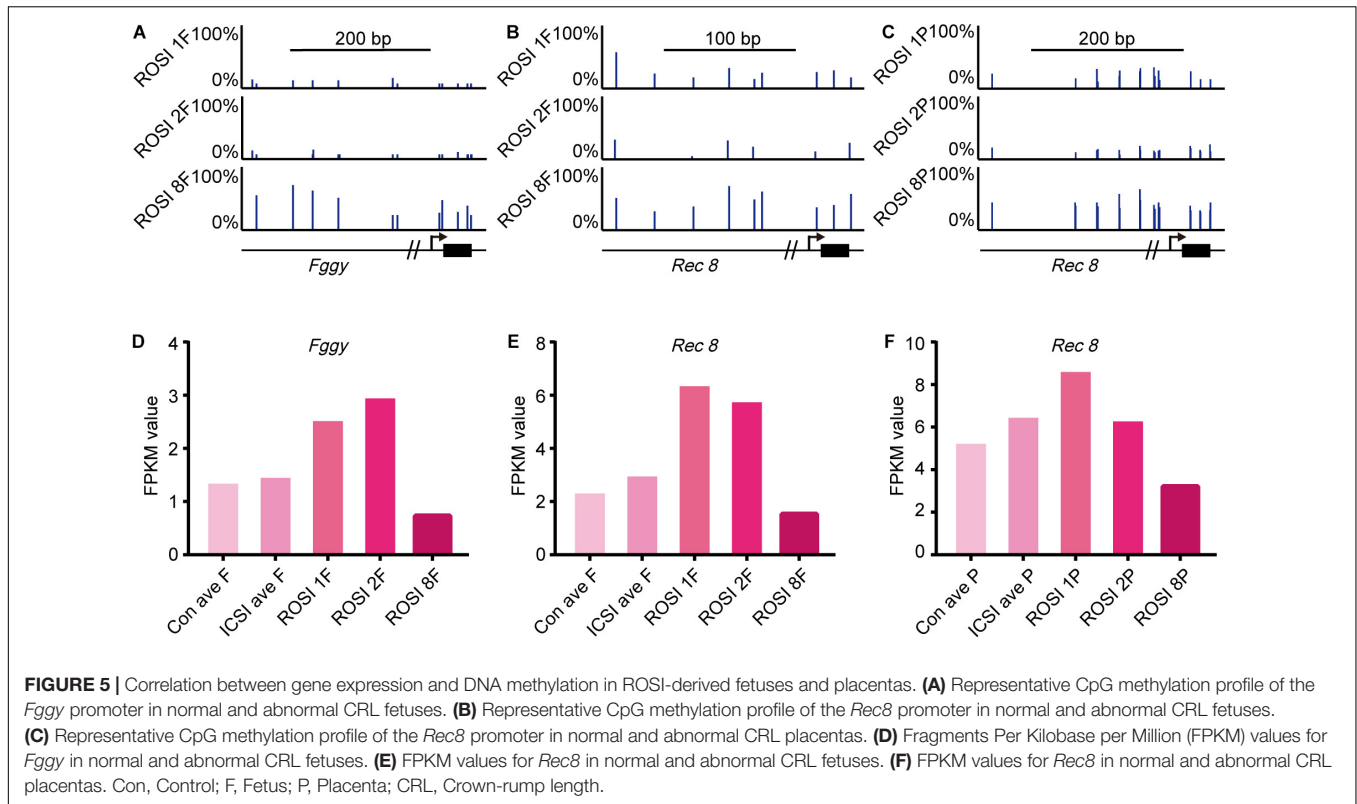 A
100%
0%
ROSI 1F
200 bp
100%
0%
ROSI 2F
100%
0%
ROSI 8F
//
Fggy
B
100%
0%
ROSI 1F
100 bp
100%
0%
ROSI 2F
100%
0%
ROSI 8F
//
Rec 8
C
100%
0%
ROSI 1P
200 bp
100%
0%
ROSI 2P
100%
0%
ROSI 8P
//
Rec 8
D
Fggy
FPKM value
4
3
2
1
0
Con ave F
ICSI ave F
ROSI 1F
ROSI 2F
ROSI 8F
E
Rec 8
FPKM value
8
6
4
2
0
Con ave F
ICSI ave F
ROSI 1F
ROSI 2F
ROSI 8F
F
Rec 8
FPKM value
10
8
6
4
2
0
Con ave P
ICSI ave P
ROSI 1P
ROSI 2P
ROSI 8P
FIGURE 5 | Correlation between gene expression and DNA methylation in ROSI-derived fetuses and placentas. (A) Representative CpG methylation profile of the
Fggy promoter in normal and abnormal CRL fetuses. (B) Representative CpG methylation profile of the Rec8 promoter in normal and abnormal CRL fetuses.
(C) Representative CpG methylation profile of the Rec8 promoter in normal and abnormal CRL placentas. (D) Fragments Per Kilobase per Million (FPKM) values for
Fggy in normal and abnormal CRL fetuses. (E) FPKM values for Rec8 in normal and abnormal CRL fetuses. (F) FPKM values for Rec8 in normal and abnormal CRL
placentas. Con, Control; F, Fetus; P, Placenta; CRL, Crown-rump length.